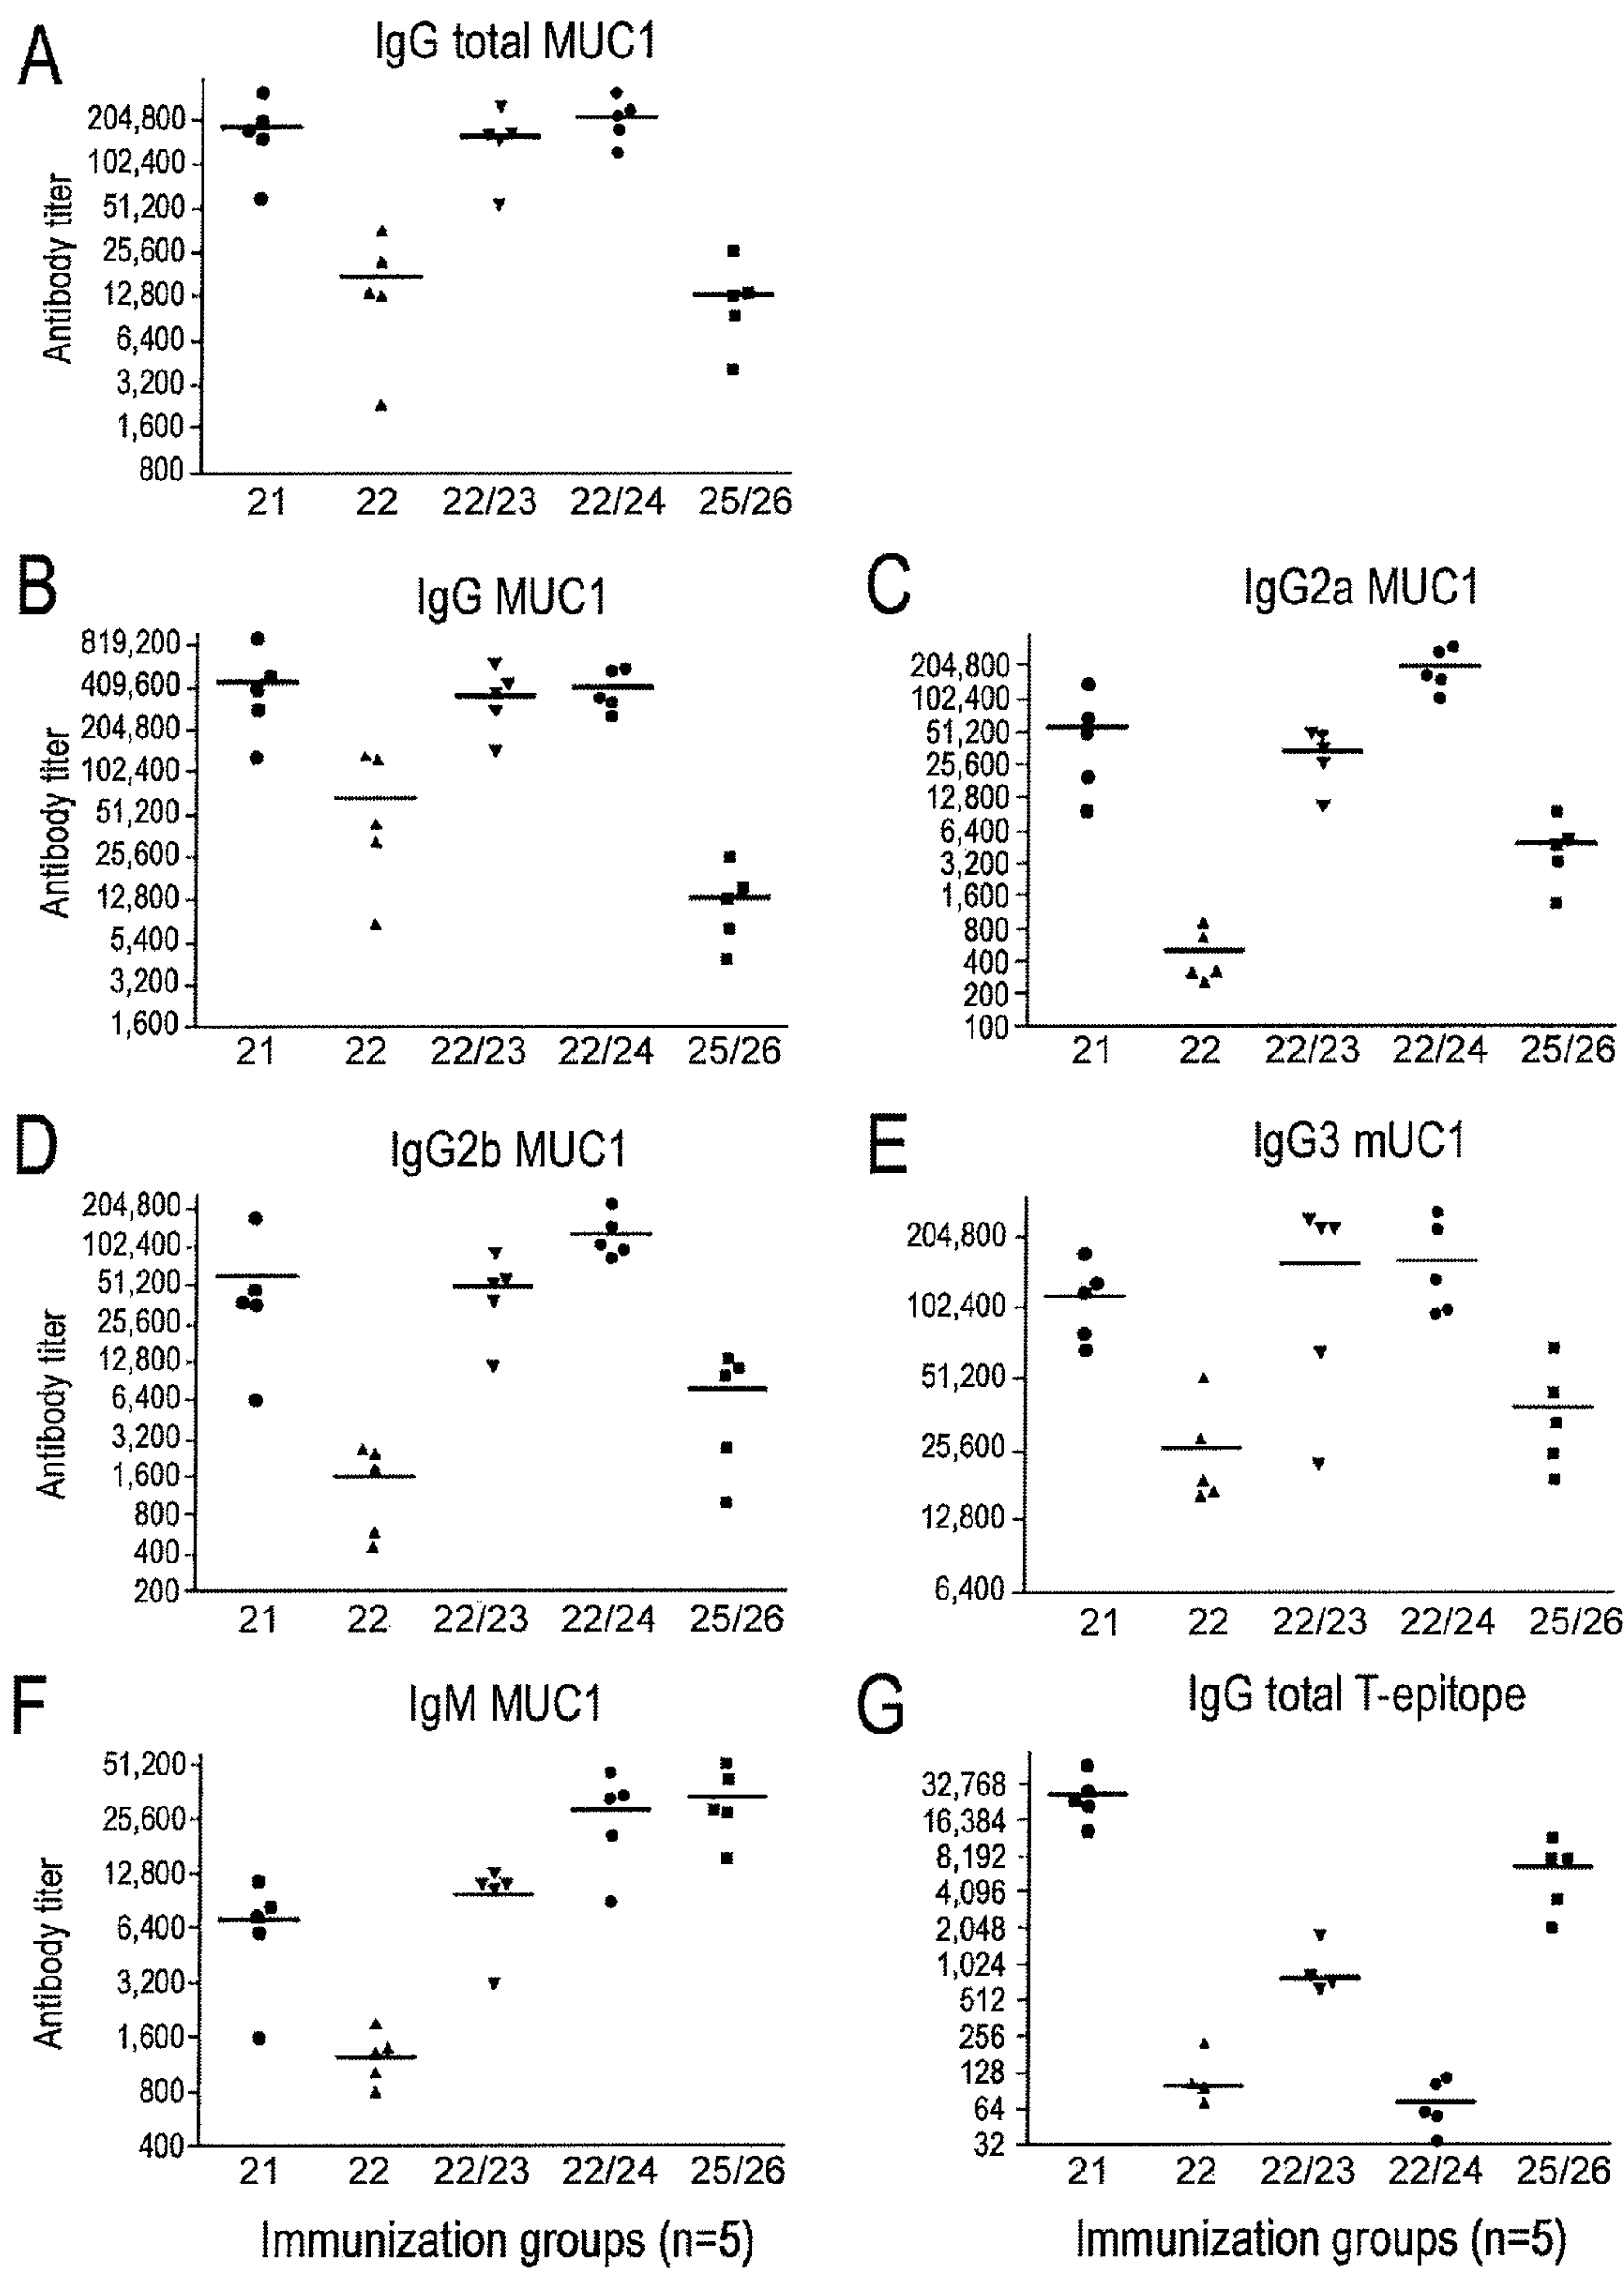 A
IgG total MUC1
Antibody titer
204,800
102,400
51,200
25,600
12,800
6,400
3,200
1,600
800
21 22 22/23 22/24 25/26
B
IgG MUC1
Antibody titer
819,200
409,600
204,800
102,400
51,200
25,600
12,800
5,400
3,200
1,600
21 22 22/23 22/24 25/26
C
IgG2a MUC1
204,800
102,400
51,200
25,600
12,800
6,400
3,200
1,600
800
400
200
100
21 22 22/23 22/24 25/26
D
IgG2b MUC1
Antibody titer
204,800
102,400
51,200
25,600
12,800
6,400
3,200
1,600
800
400
200
21 22 22/23 22/24 25/26
E
IgG3 mUC1
204,800
102,400
51,200
25,600
12,800
6,400
21 22 22/23 22/24 25/26
F
IgM MUC1
Antibody titer
51,200
25,600
12,800
6,400
3,200
1,600
800
400
21 22 22/23 22/24 25/26
Immunization groups (n=5)
G
IgG total T-epitope
32,768
16,384
8,192
4,096
2,048
1,024
512
256
128
64
32
21 22 22/23 22/24 25/26
Immunization groups (n=5)